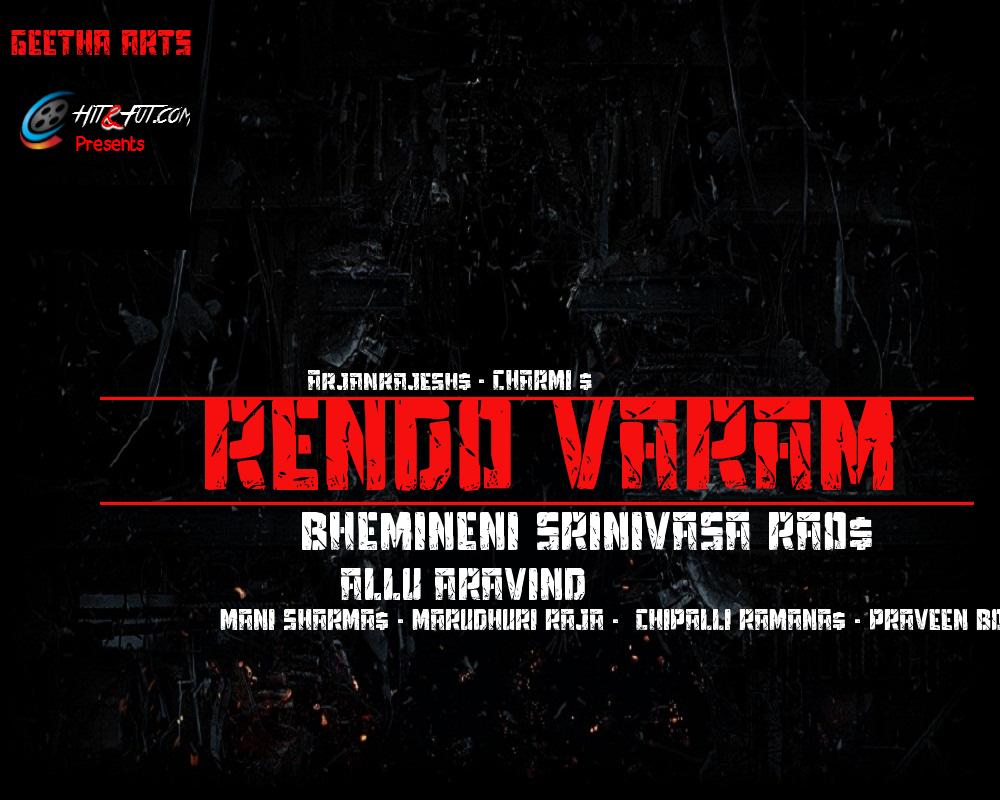 GEETHA ARTS
HIT&FUT.COM
Presents
ARJANRAJESH$ - CHARMI $
RENDO VARAM
BHEMINENI SRINIVASA RAO$
ALLU ARAVIND
MANI SHARMA$ - MARUDHURI RAJA - CHIPALLI RAMANA$ - PRAVEEN